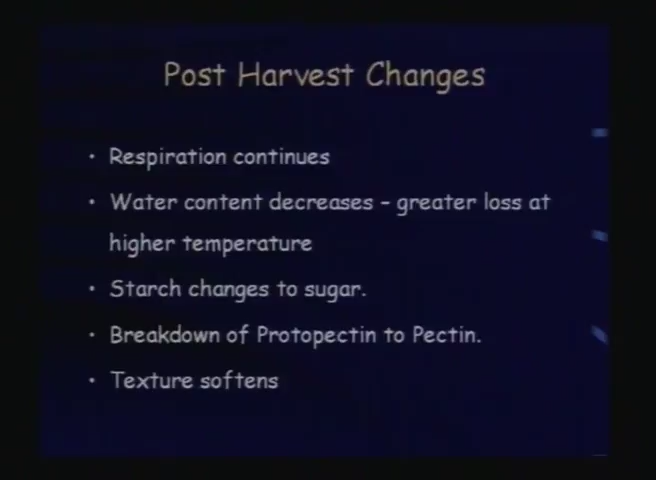 Post Harvest Changes
• Respiration continues
• Water content decreases – greater loss at
higher temperature
• Starch changes to sugar.
• Breakdown of Protopectin to Pectin.
• Texture softens